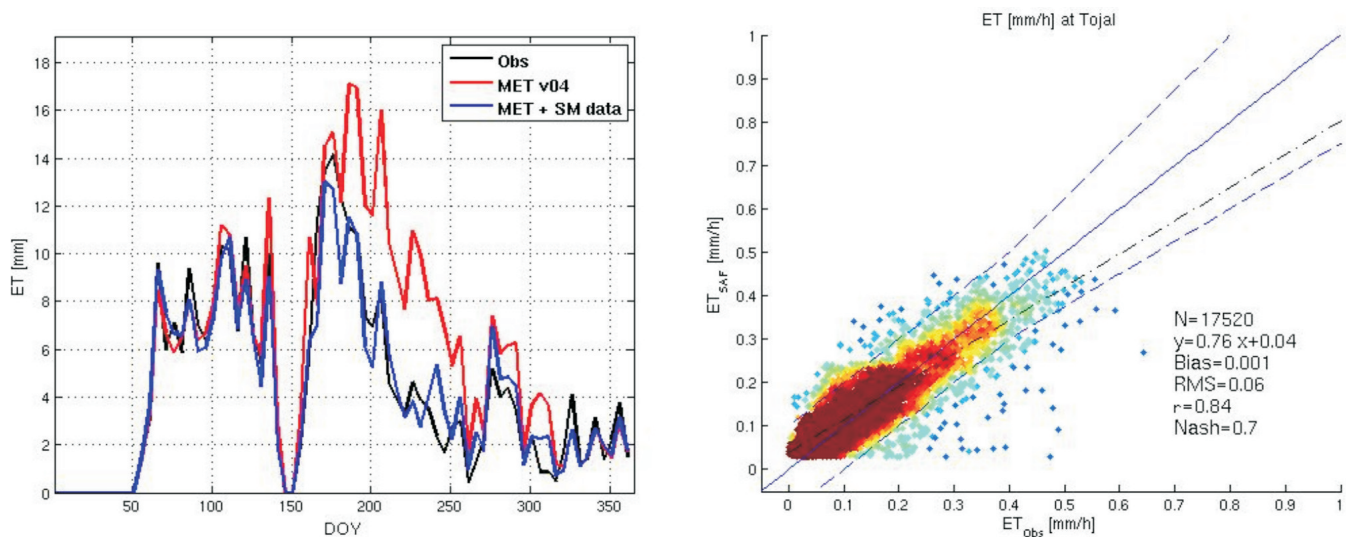 18
16
14
12
10
8
6
4
2
0
ET [mm]
50
100
150
200
250
300
350
DOY
Obs
MET v04
MET + SM data
ET [mm/h] at Tojal
1
0.9
0.8
0.7
0.6
0.5
0.4
0.3
0.2
0.1
0
ET_SAF [mm/h]
0
0.1
0.2
0.3
0.4
0.5
0.6
0.7
0.8
0.9
1
ET_Obs [mm/h]
N=17520
y=0.76 x+0.04
Bias=0.001
RMS=0.06
r=0.84
Nash=0.7